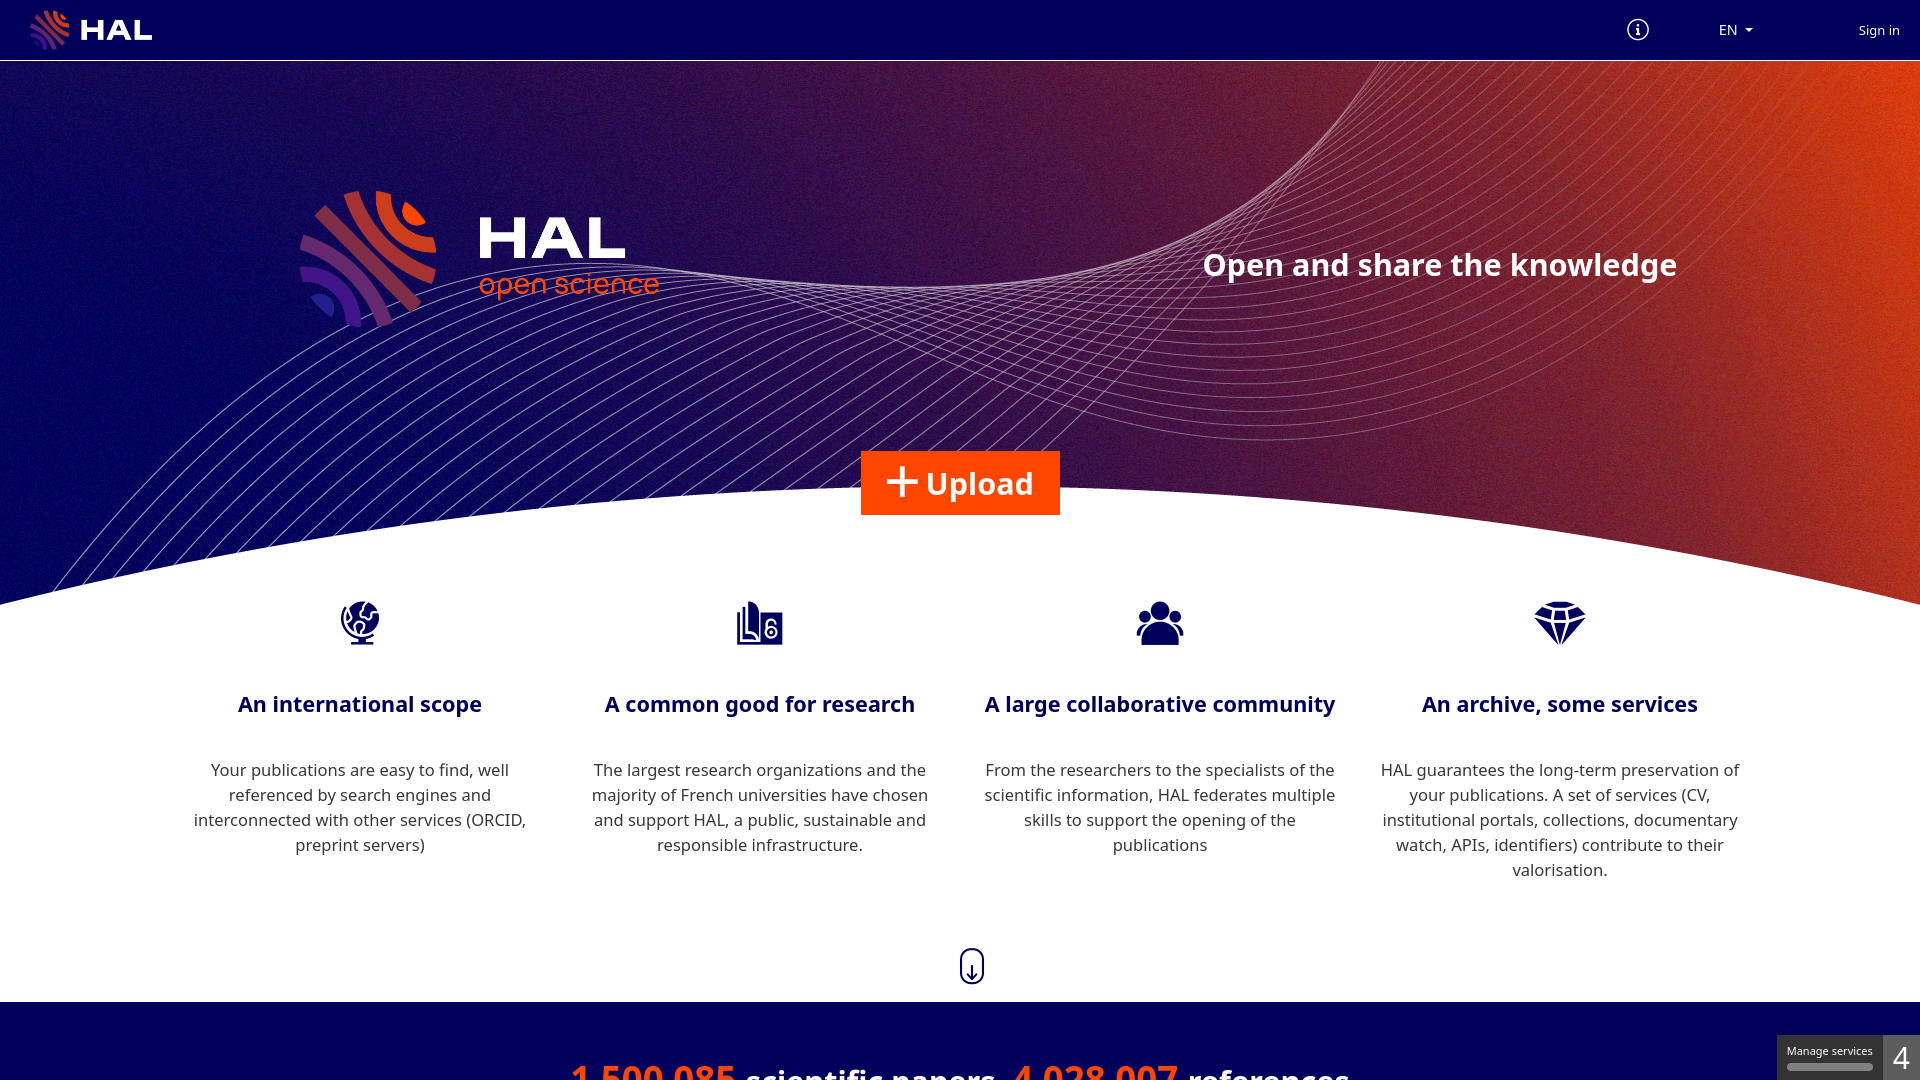 HAL
EN
Sign in
HAL
open science
Open and share the knowledge
Upload
An international scope
A common good for research
A large collaborative community
An archive, some services
Your publications are easy to find, well
referenced by search engines and
interconnected with other services (ORCID,
preprint servers)
The largest research organizations and the
majority of French universities have chosen
and support HAL, a public, sustainable and
responsible infrastructure.
From the researchers to the specialists of the
scientific information, HAL federates multiple
skills to support the opening of the
publications
HAL guarantees the long-term preservation of
your publications. A set of services (CV,
institutional portals, collections, documentary
watch, APIs, identifiers) contribute to their
valorisation.
Manage services
4
1 500 085 scientific papers, 4 028 007 references